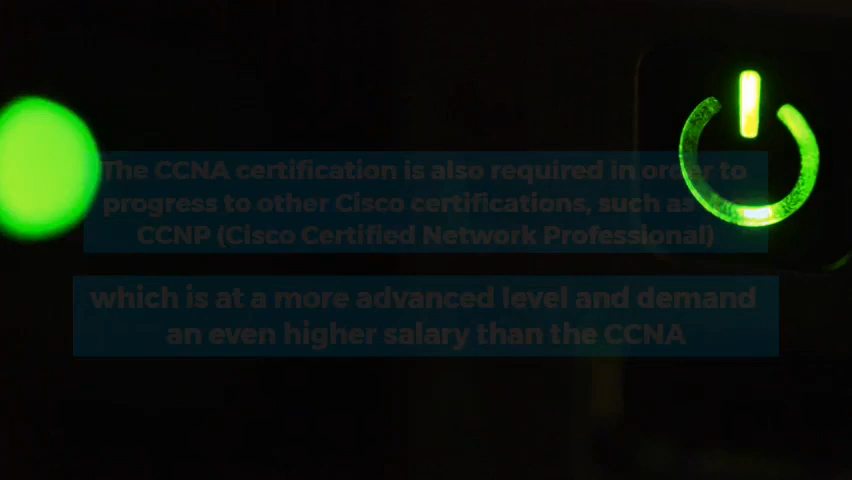 The CCNA certification is also required in order to
progress to other Cisco certifications, such as
CCNP (Cisco Certified Network Professional)
which is at a more advanced level and demand
an even higher salary than the CCNA